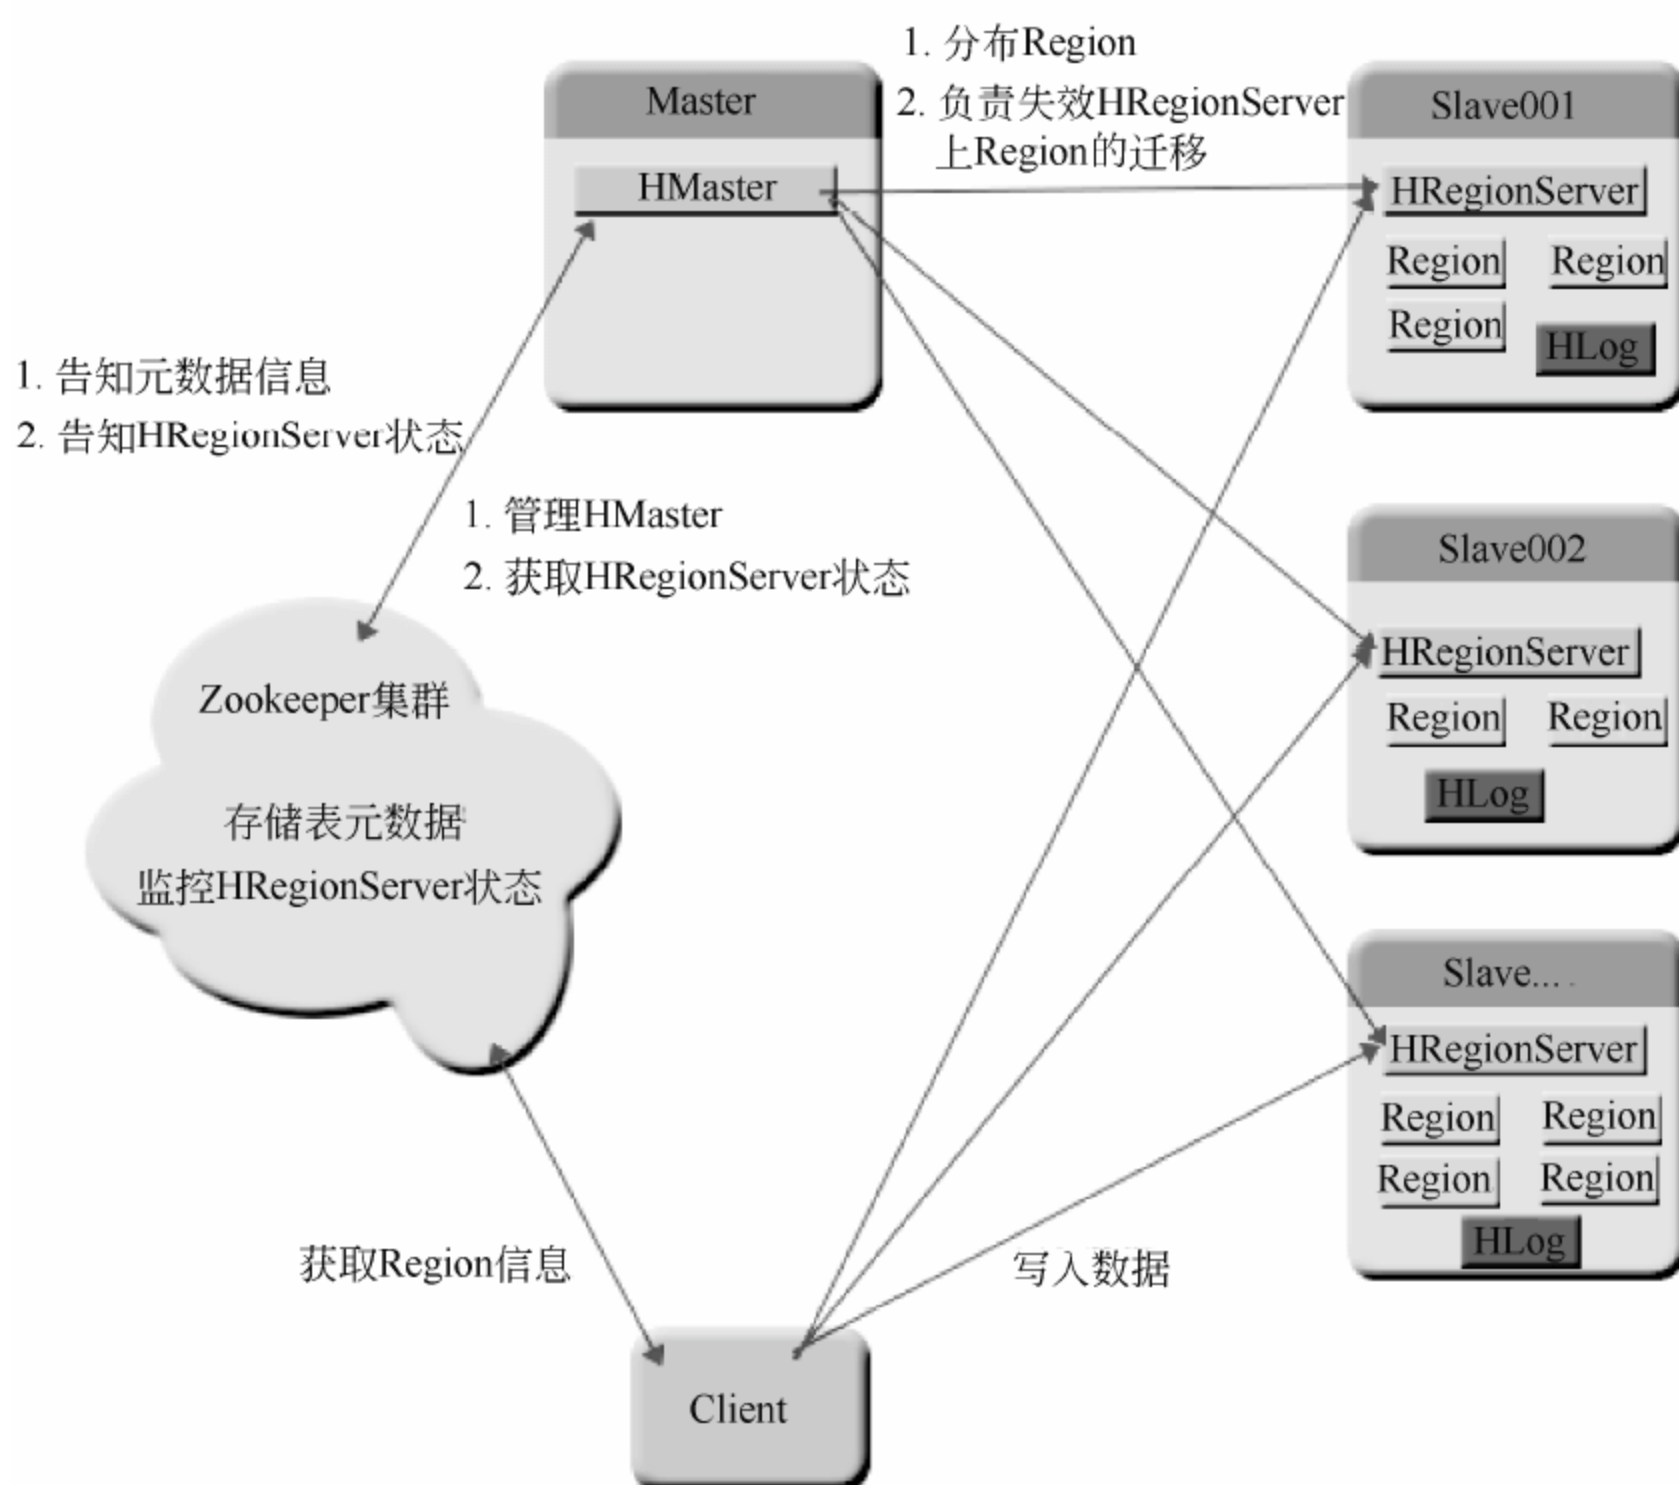 1. 分布Region
2. 负责失效HRegionServer
上Region的迁移
Master
HMaster
Slave001
HRegionServer
Region
Region
Region
HLog
1. 告知元数据信息
2. 告知HRegionServer状态
1. 管理HMaster
2. 获取HRegionServer状态
Slave002
HRegionServer
Region
Region
HLog
Zookeeper集群
存储表元数据
监控HRegionServer状态
Slave....
HRegionServer
Region
Region
Region
Region
HLog
获取Region信息
写入数据
Client